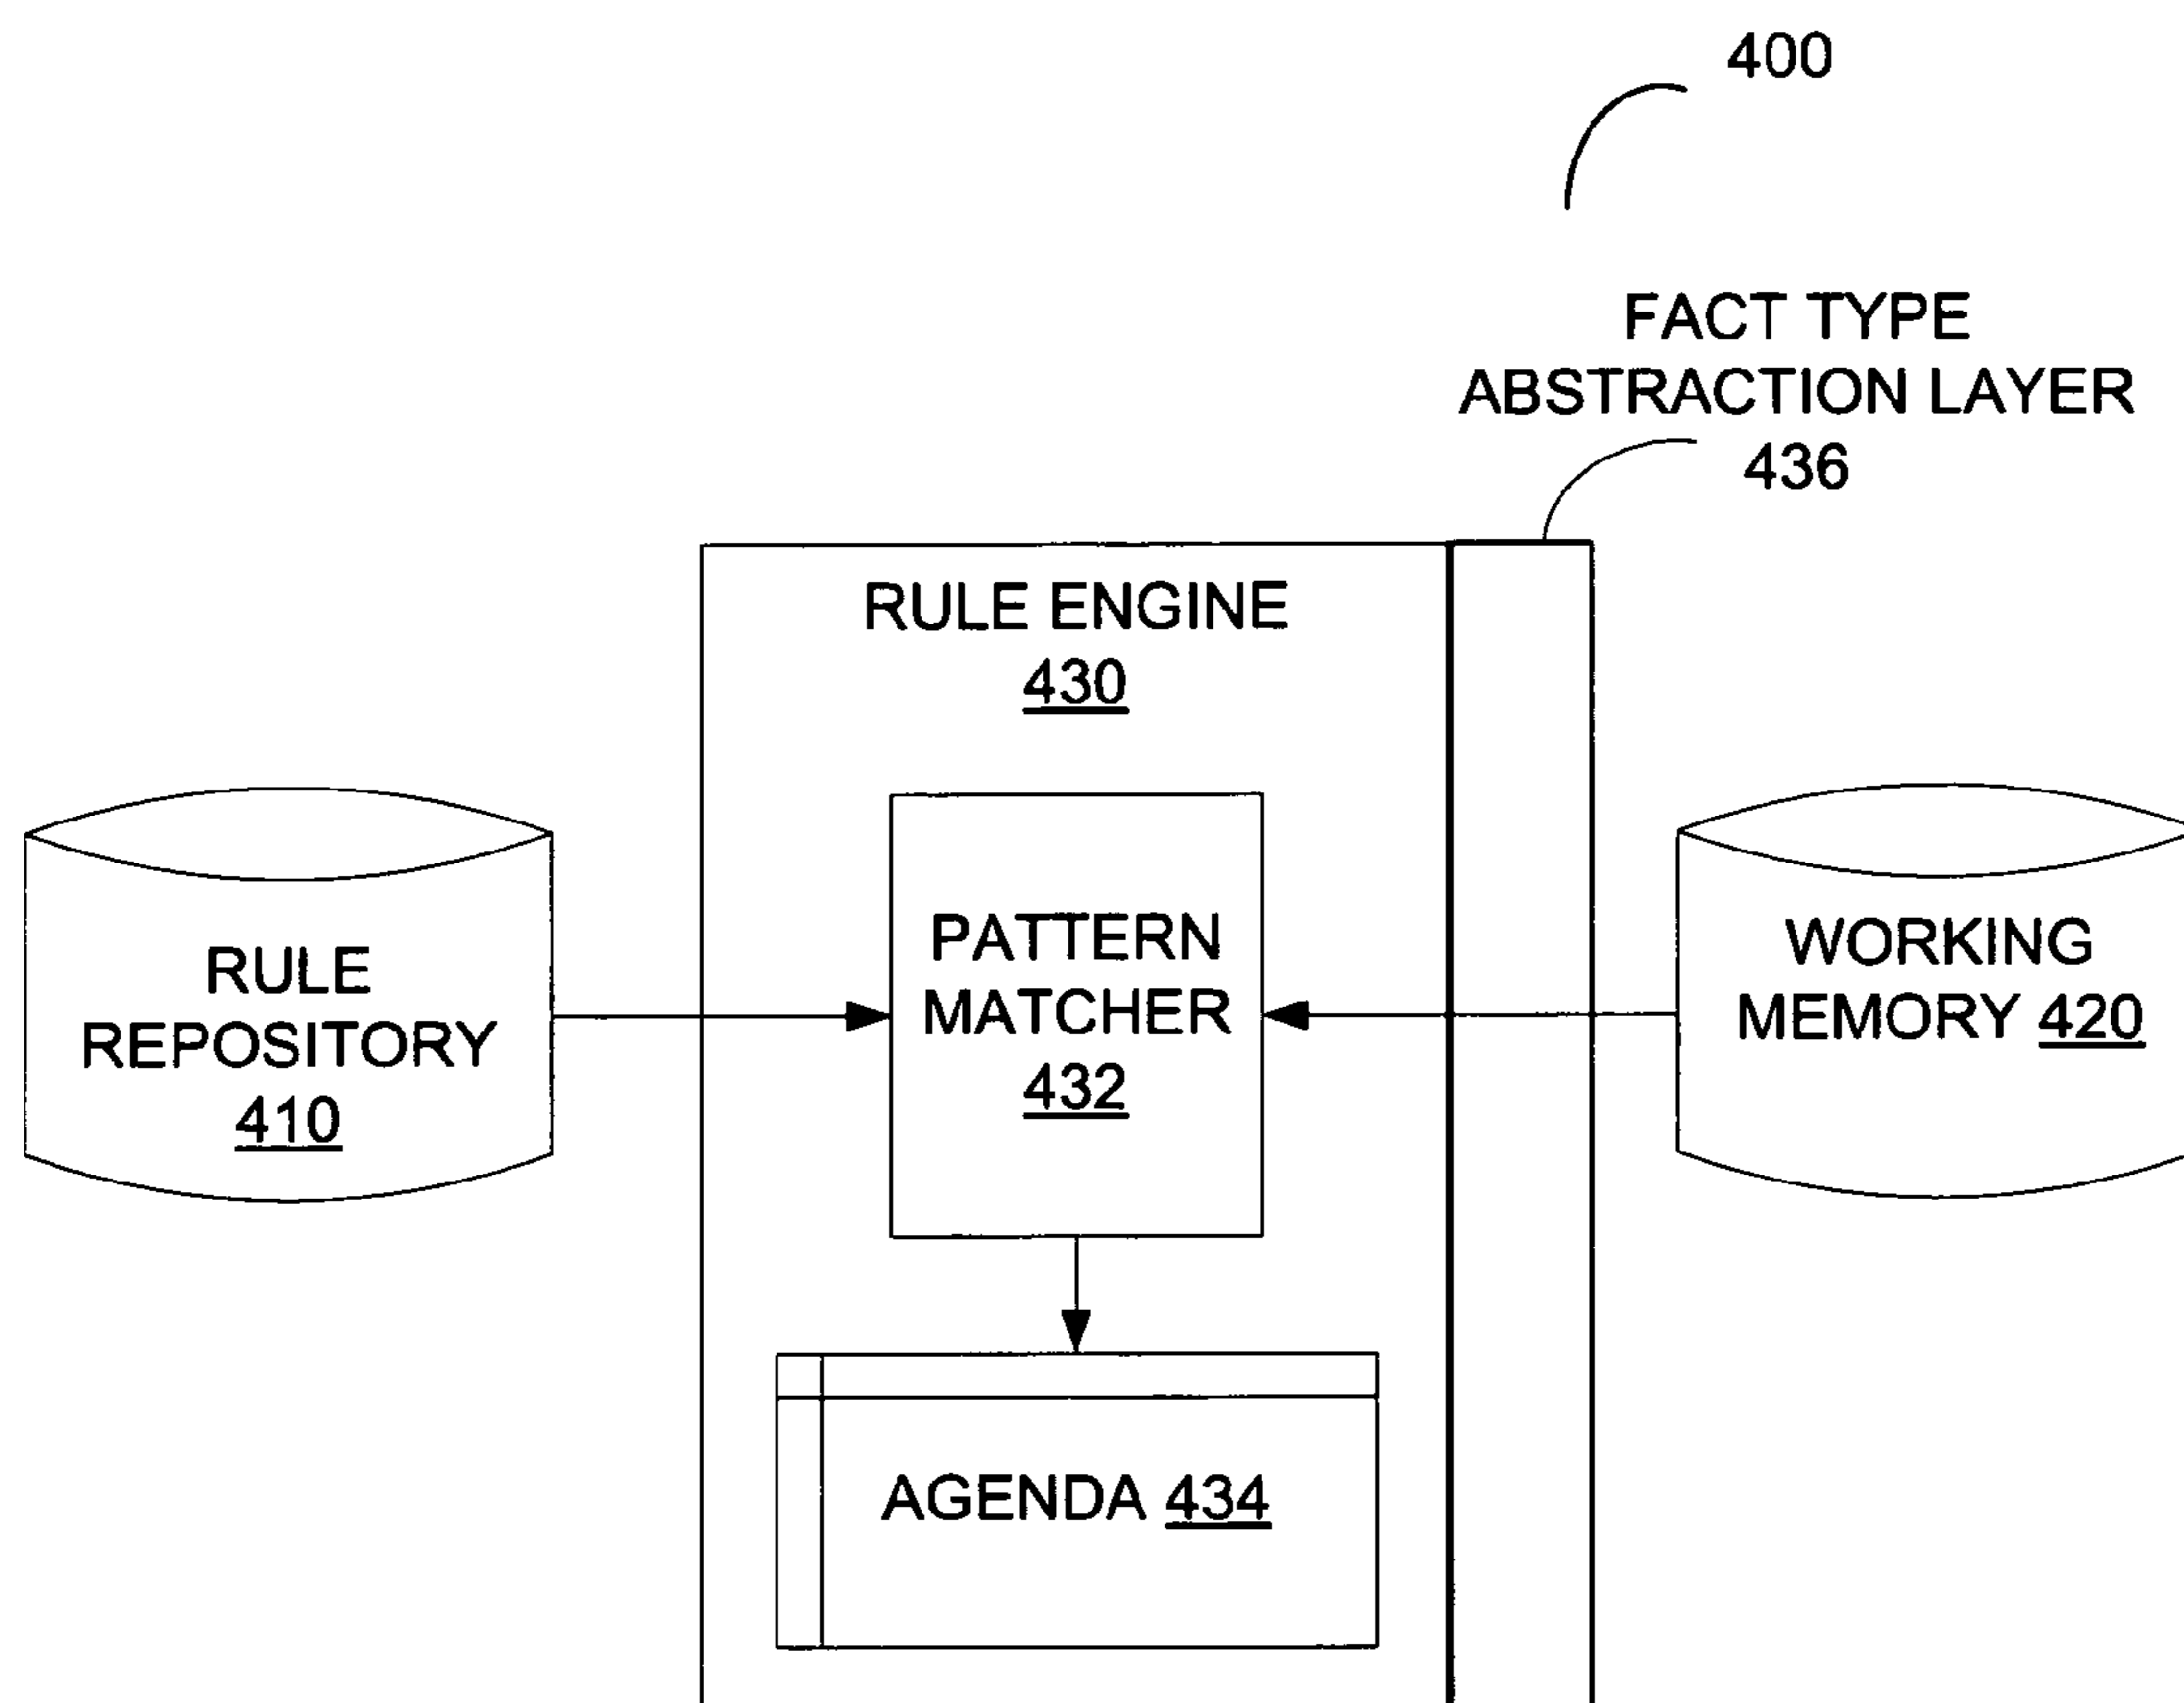 400
FACT TYPE
ABSTRACTION LAYER
436
RULE ENGINE
430
RULE
REPOSITORY
410
PATTERN
MATCHER
432
WORKING
MEMORY 420
AGENDA 434